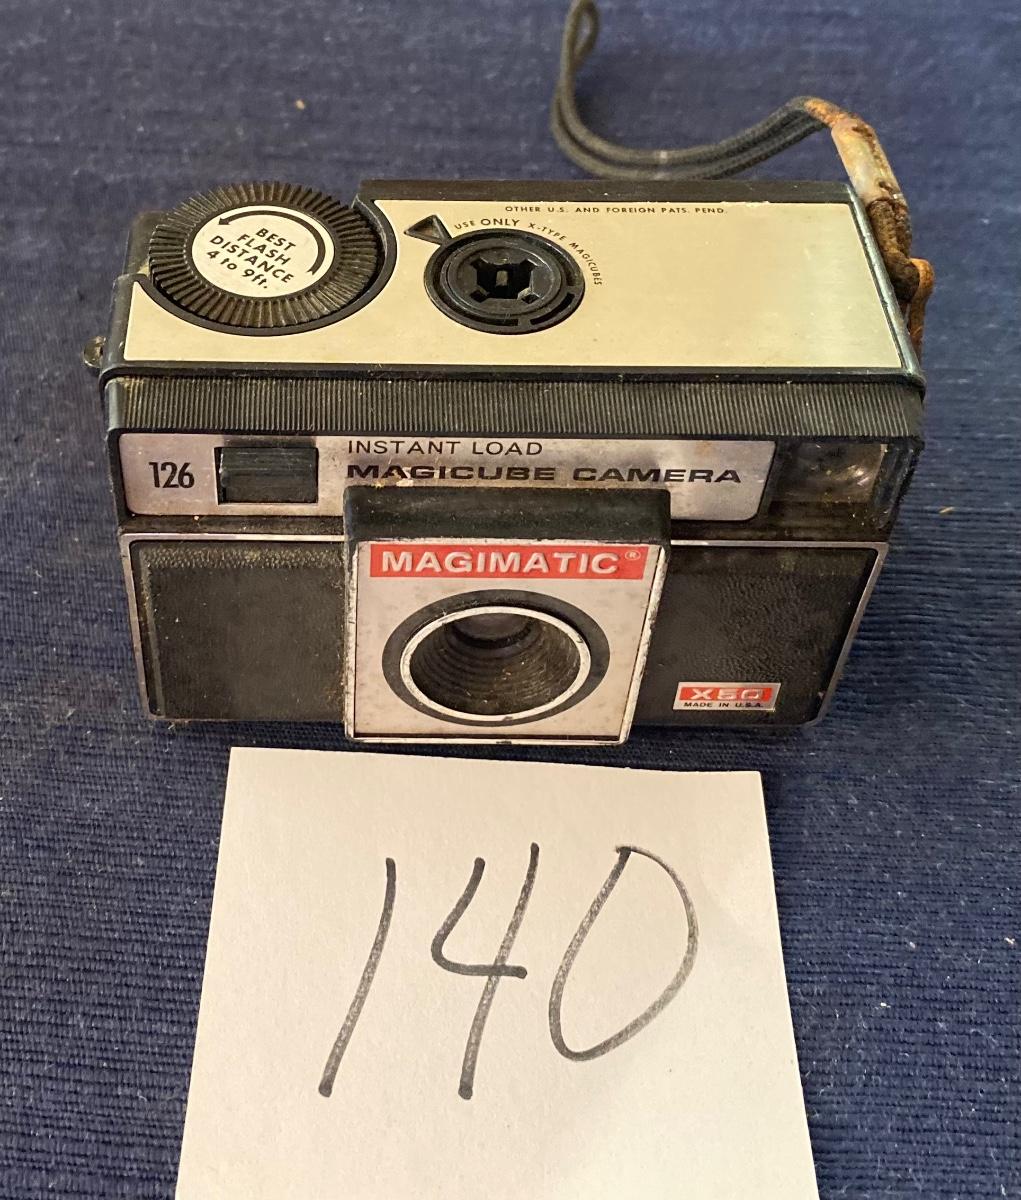 OTHER U.S. AND FOREIGN PATS. PEND.
USE ONLY X-TYPE MAGICUBES
BEST
FLASH
DISTANCE
4 to 9ft.
126
INSTANT LOAD
MAGICUBE CAMERA
MAGIMATIC®
X50
MADE IN U.S.A.
140